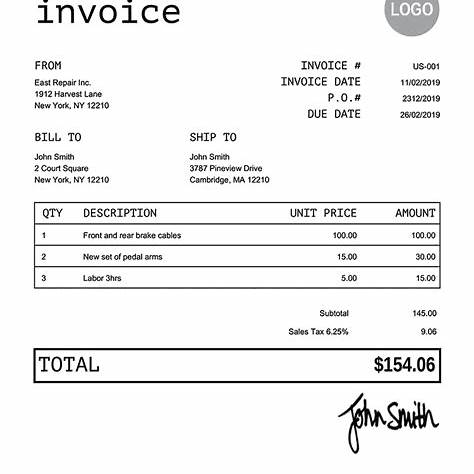 invoice
LOGO
FROM
East Repair Inc.
1912 Harvest Lane
New York, NY 12210
INVOICE # US-001
INVOICE DATE 11/02/2019
P.O.# 2312/2019
DUE DATE 26/02/2019
BILL TO
John Smith
2 Court Square
New York, NY 12210
SHIP TO
John Smith
3787 Pineview Drive
Cambridge, MA 12210
QTY DESCRIPTION UNIT PRICE AMOUNT
1 Front and rear brake cables 100.00 100.00
2 New set of pedal arms 15.00 30.00
3 Labor 3hrs 5.00 15.00
Subtotal 145.00
Sales Tax 6.25% 9.06
TOTAL $154.06
John Smith